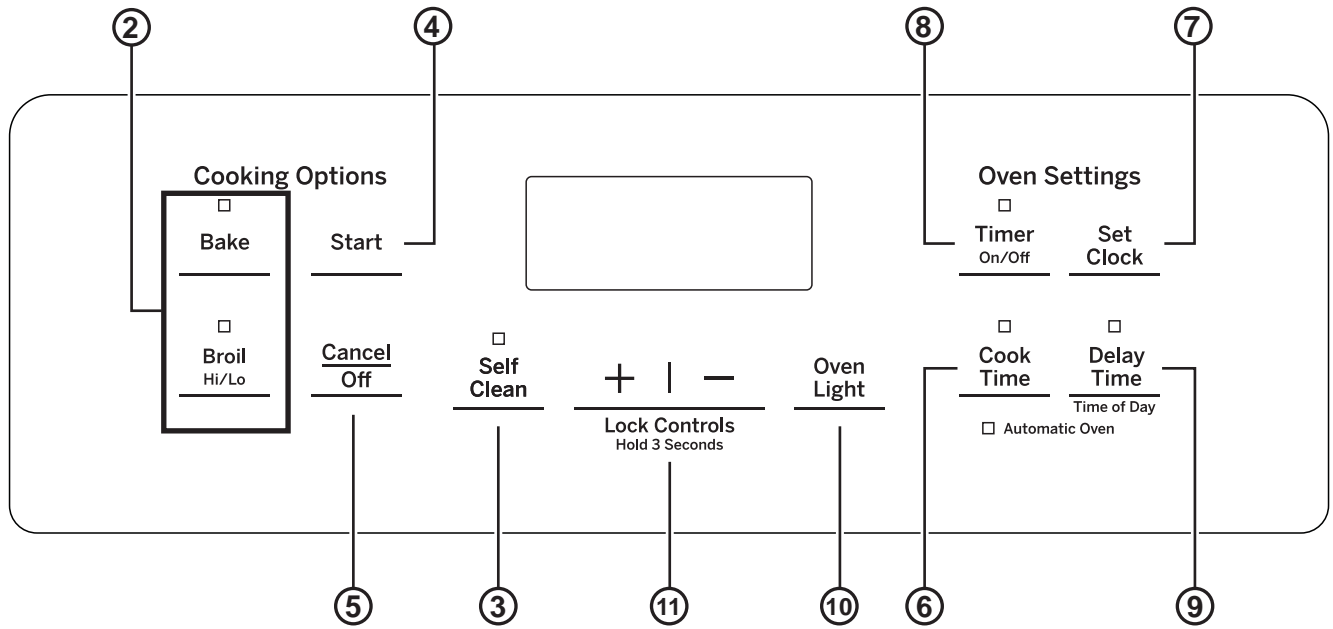 2
4
8
7
Cooking Options
Oven Settings
Bake
Start
Timer
On/Off
Set
Clock
Broil
Hi/Lo
Cancel
Off
Self
Clean
+ | −
Lock Controls
Hold 3 Seconds
Oven
Light
Cook
Time
Delay
Time
Time of Day
Automatic Oven
5
3
11
10
6
9